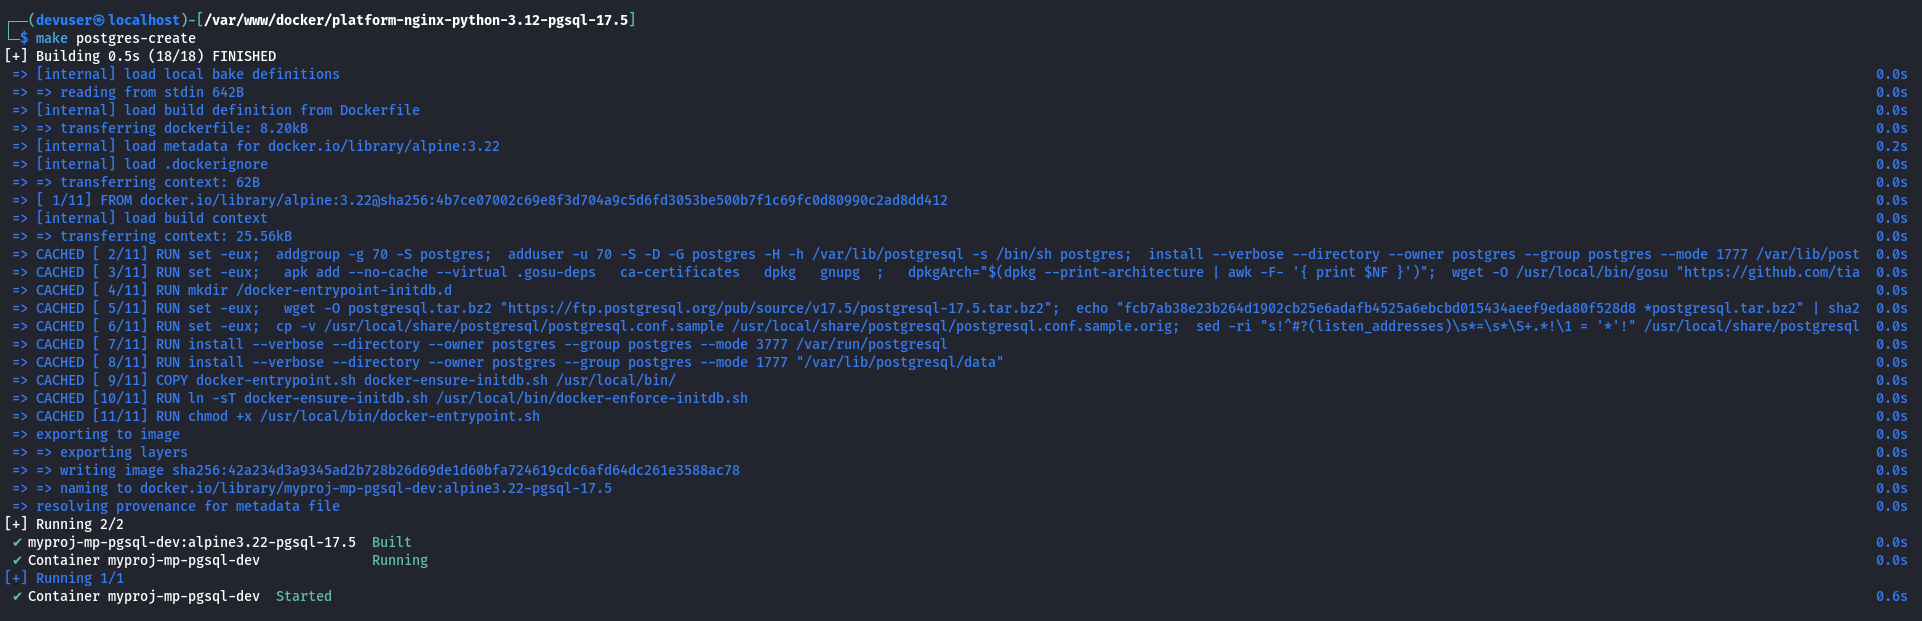 ┌──(devuser㉿localhost)-[/var/www/docker/platform-nginx-python-3.12-pgsql-17.5]
└─$ make postgres-create
[+] Building 0.5s (18/18) FINISHED
=> [internal] load local bake definitions 0.0s
=> => reading from stdin 642B 0.0s
=> [internal] load build definition from Dockerfile 0.0s
=> => transferring dockerfile: 8.20kB 0.0s
=> [internal] load metadata for docker.io/library/alpine:3.22 0.2s
=> [internal] load .dockerignore 0.0s
=> => transferring context: 62B 0.0s
=> [ 1/11] FROM docker.io/library/alpine:3.22@sha256:4b7ce07002c69e8f3d704a9c5d6fd3053be500b7f1c69fc0d80990c2ad8dd412 0.0s
=> [internal] load build context 0.0s
=> => transferring context: 25.56kB 0.0s
=> CACHED [ 2/11] RUN set -eux;  addgroup -g 70 -S postgres;  adduser -u 70 -S -D -G postgres -H -h /var/lib/postgresql -s /bin/sh postgres;  install --verbose --directory --owner postgres --group postgres --mode 1777 /var/lib/post 0.0s
=> CACHED [ 3/11] RUN set -eux;   apk add --no-cache --virtual .gosu-deps   ca-certificates   dpkg   gnupg  ;   dpkgArch="$(dpkg --print-architecture | awk -F- '{ print $NF }')";  wget -O /usr/local/bin/gosu "https://github.com/tia 0.0s
=> CACHED [ 4/11] RUN mkdir /docker-entrypoint-initdb.d 0.0s
=> CACHED [ 5/11] RUN set -eux;   wget -O postgresql.tar.bz2 "https://ftp.postgresql.org/pub/source/v17.5/postgresql-17.5.tar.bz2";  echo "fcb7ab38e23b264d1902cb25e6adafb4525a6ebcbd015434aeef9eda80f528d8 *postgresql.tar.bz2" | sha2 0.0s
=> CACHED [ 6/11] RUN set -eux;  cp -v /usr/local/share/postgresql/postgresql.conf.sample /usr/local/share/postgresql/postgresql.conf.sample.orig;  sed -ri "s!^#?(listen_addresses)\s*=\s*\S+.*!\1 = '*'!" /usr/local/share/postgresql 0.0s
=> CACHED [ 7/11] RUN install --verbose --directory --owner postgres --group postgres --mode 3777 /var/run/postgresql 0.0s
=> CACHED [ 8/11] RUN install --verbose --directory --owner postgres --group postgres --mode 1777 "/var/lib/postgresql/data" 0.0s
=> CACHED [ 9/11] COPY docker-entrypoint.sh docker-ensure-initdb.sh /usr/local/bin/ 0.0s
=> CACHED [10/11] RUN ln -sT docker-ensure-initdb.sh /usr/local/bin/docker-enforce-initdb.sh 0.0s
=> CACHED [11/11] RUN chmod +x /usr/local/bin/docker-entrypoint.sh 0.0s
=> exporting to image 0.0s
=> => exporting layers 0.0s
=> => writing image sha256:42a234d3a9345ad2b728b26d69de1d60bfa724619cdc6afd64dc261e3588ac78 0.0s
=> => naming to docker.io/library/myproj-mp-pgsql-dev:alpine3.22-pgsql-17.5 0.0s
=> resolving provenance for metadata file 0.0s
[+] Running 2/2
✔ myproj-mp-pgsql-dev:alpine3.22-pgsql-17.5  Built 0.0s
✔ Container myproj-mp-pgsql-dev  Running 0.0s
[+] Running 1/1
✔ Container myproj-mp-pgsql-dev  Started 0.6s